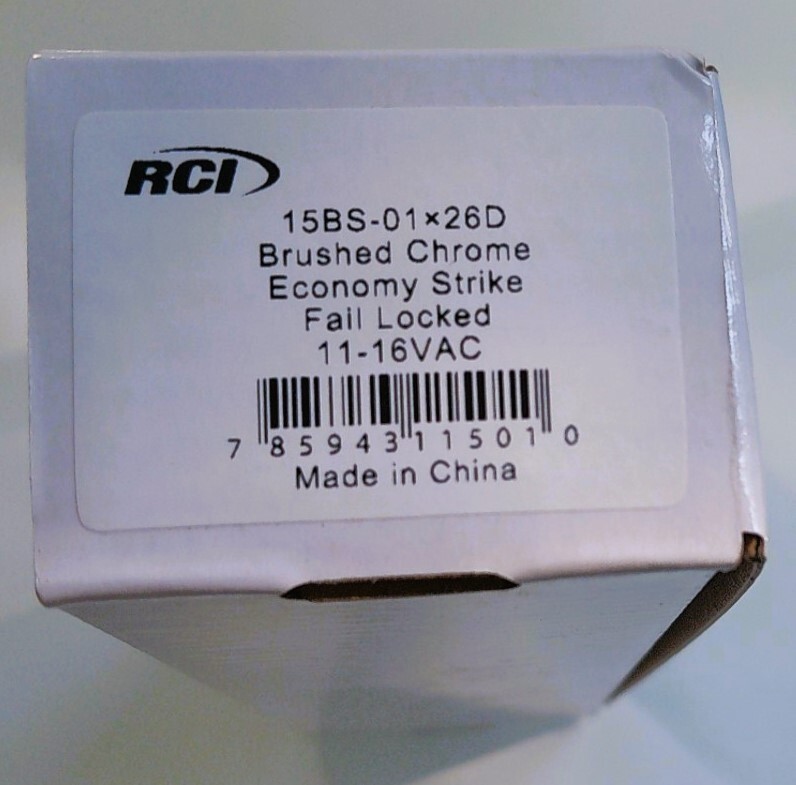 RCI
15BS-01×26D
Brushed Chrome
Economy Strike
Fail Locked
11-16VAC
7 85943 11501 0
Made in China